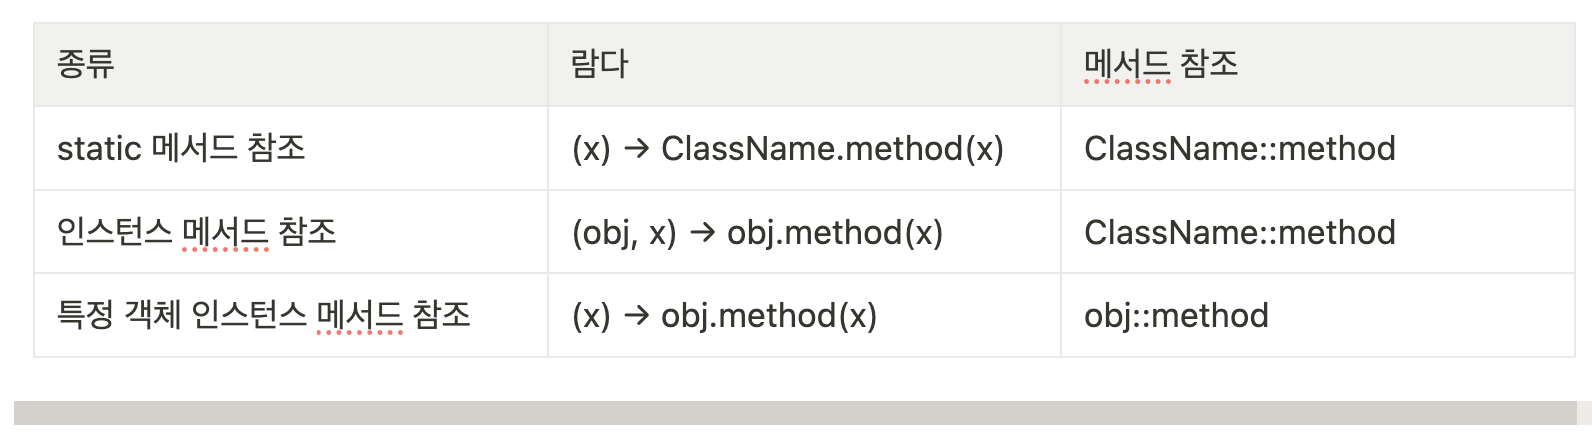 종류 람다 메서드 참조
static 메서드 참조 (x) → ClassName.method(x) ClassName::method
인스턴스 메서드 참조 (obj, x) → obj.method(x) ClassName::method
특정 객체 인스턴스 메서드 참조 (x) → obj.method(x) obj::method